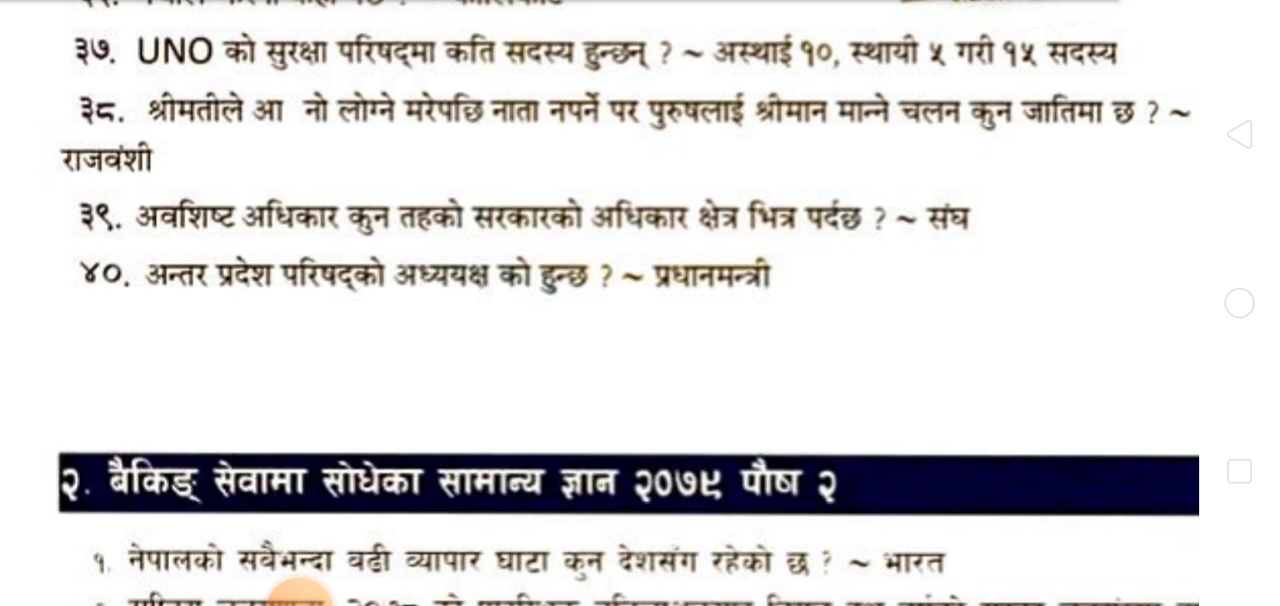 ३७. UNO को सुरक्षा परिषद्मा कति सदस्य हुन्छन् ? ~ अस्थाई १०, स्थायी ५ गरी १५ सदस्य
३८. श्रीमतीले आ नो लोग्ने मरेपछि नाता नपर्ने पर पुरुषलाई श्रीमान मान्ने चलन कुन जातिमा छ ? ~
राजवंशी
३९. अवशिष्ट अधिकार कुन तहको सरकारको अधिकार क्षेत्र भित्र पर्दछ ? ~ संघ
४०. अन्तर प्रदेश परिषद्को अध्ययक्ष को हुन्छ ? ~ प्रधानमन्त्री
२. बैकिङ् सेवामा सोधेका सामान्य ज्ञान २०७९ पौष २
१. नेपालको सबैभन्दा बढी व्यापार घाटा कुन देशसंग रहेको छ ? ~ भारत